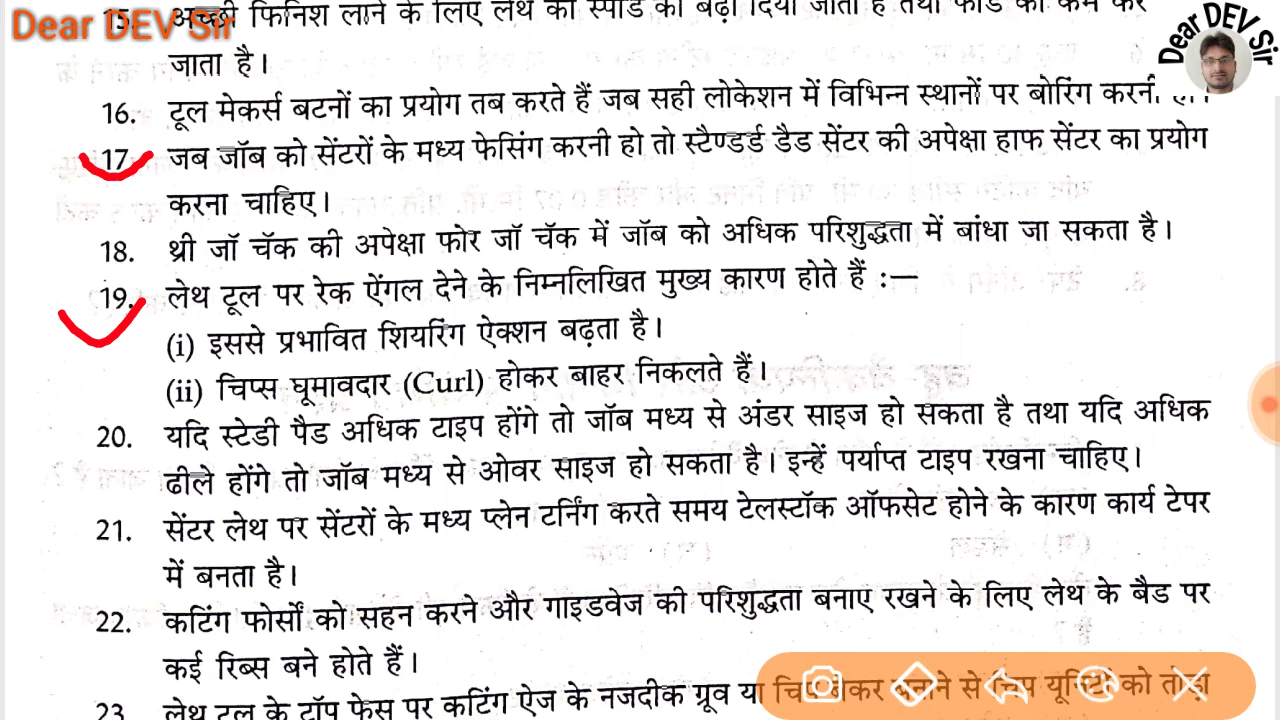 Dear DEV Sir
Dear DEV Sir
15. अच्छी फिनिश लाने के लिए लेथ की स्पीड को बढ़ा दिया जाता है तथा फीड को कम कर
जाता है।
16. टूल मेकर्स बटनों का प्रयोग तब करते हैं जब सही लोकेशन में विभिन्न स्थानों पर बोरिंग करनी
17. जब जॉब को सेंटरों के मध्य फेसिंग करनी हो तो स्टैण्डर्ड डैड सेंटर की अपेक्षा हाफ सेंटर का प्रयोग
करना चाहिए।
18. थ्री जॉ चॅक की अपेक्षा फोर जॉ चॅक में जॉब को अधिक परिशुद्धता में बांधा जा सकता है।
19. लेथ टूल पर रेक ऐंगल देने के निम्नलिखित मुख्य कारण होते हैं :—
(i) इससे प्रभावित शियरिंग ऐक्शन बढ़ता है।
(ii) चिप्स घूमावदार (Curl) होकर बाहर निकलते हैं।
20. यदि स्टेडी पैड अधिक टाइप होंगे तो जॉब मध्य से अंडर साइज हो सकता है तथा यदि अधिक
ढीले होंगे तो जॉब मध्य से ओवर साइज हो सकता है। इन्हें पर्याप्त टाइप रखना चाहिए।
21. सेंटर लेथ पर सेंटरों के मध्य प्लेन टर्निंग करते समय टेलस्टॉक ऑफसेट होने के कारण कार्य टेपर
में बनता है।
22. कटिंग फोर्सों को सहन करने और गाइडवेज की परिशुद्धता बनाए रखने के लिए लेथ के बैड पर
कई रिब्स बने होते हैं।
23. लेथ टूल के टॉप फेस पर कटिंग ऐज के नजदीक ग्रूव या चिप ब्रेकर बनाने से चिप यूनिटों को तोड़ा